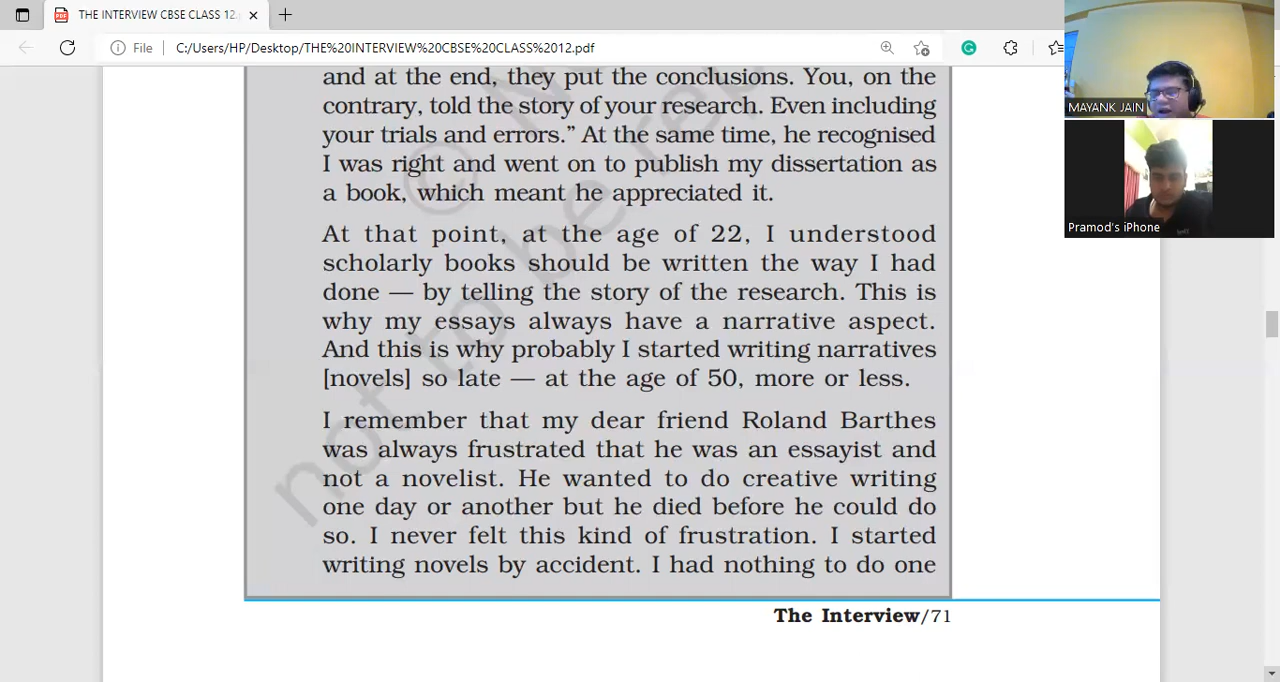 THE INTERVIEW CBSE CLASS 12.
File
C:/Users/HP/Desktop/THE%20INTERVIEW%20CBSE%20CLASS%2012.pdf
and at the end, they put the conclusions. You, on the
contrary, told the story of your research. Even including
your trials and errors.” At the same time, he recognised
I was right and went on to publish my dissertation as
a book, which meant he appreciated it.
At that point, at the age of 22, I understood
scholarly books should be written the way I had
done — by telling the story of the research. This is
why my essays always have a narrative aspect.
And this is why probably I started writing narratives
[novels] so late — at the age of 50, more or less.
I remember that my dear friend Roland Barthes
was always frustrated that he was an essayist and
not a novelist. He wanted to do creative writing
one day or another but he died before he could do
so. I never felt this kind of frustration. I started
writing novels by accident. I had nothing to do one
The Interview/71
not to be rep
© N
MAYANK JAIN
Pramod's iPhone